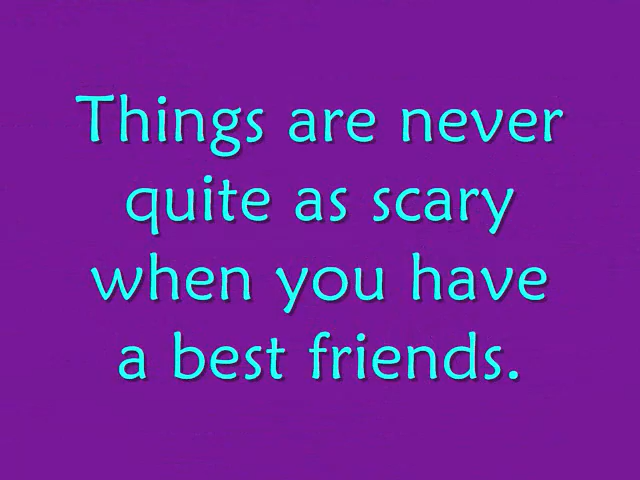 Things are never
quite as scary
when you have
a best friends.